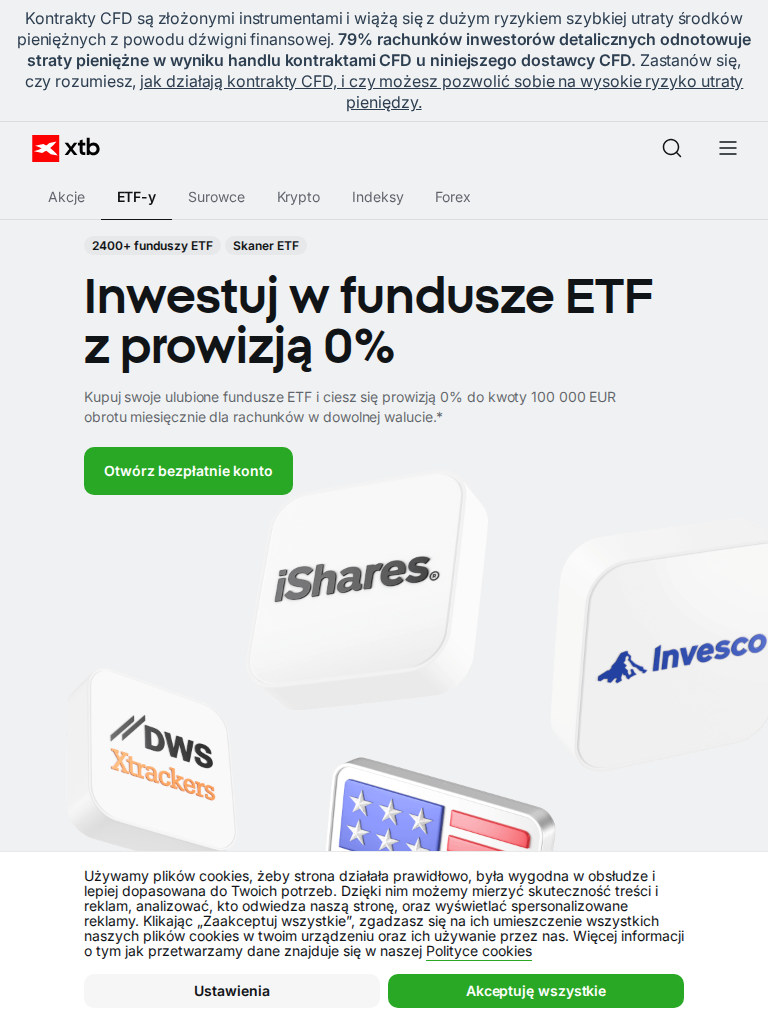 Kontrakty CFD są złożonymi instrumentami i wiążą się z dużym ryzykiem szybkiej utraty środków
pieniężnych z powodu dźwigni finansowej. 79% rachunków inwestorów detalicznych odnotowuje
straty pieniężne w wyniku handlu kontraktami CFD u niniejszego dostawcy CFD. Zastanów się,
czy rozumiesz, jak działają kontrakty CFD, i czy możesz pozwolić sobie na wysokie ryzyko utraty
pieniędzy.
xtb
Akcje ETF-y Surowce Krypto Indeksy Forex
2400+ funduszy ETF Skaner ETF
Inwestuj w fundusze ETF
z prowizją 0%
Kupuj swoje ulubione fundusze ETF i ciesz się prowizją 0% do kwoty 100 000 EUR
obrotu miesięcznie dla rachunków w dowolnej walucie.*
Otwórz bezpłatnie konto
iShares®
Invesco
DWS
Xtrackers
Używamy plików cookies, żeby strona działała prawidłowo, była wygodna w obsłudze i
lepiej dopasowana do Twoich potrzeb. Dzięki nim możemy mierzyć skuteczność treści i
reklam, analizować, kto odwiedza naszą stronę, oraz wyświetlać spersonalizowane
reklamy. Klikając „Zaakceptuj wszystkie”, zgadzasz się na ich umieszczenie wszystkich
naszych plików cookies w twoim urządzeniu oraz ich używanie przez nas. Więcej informacji
o tym jak przetwarzamy dane znajduje się w naszej Polityce cookies
Ustawienia Akceptuję wszystkie